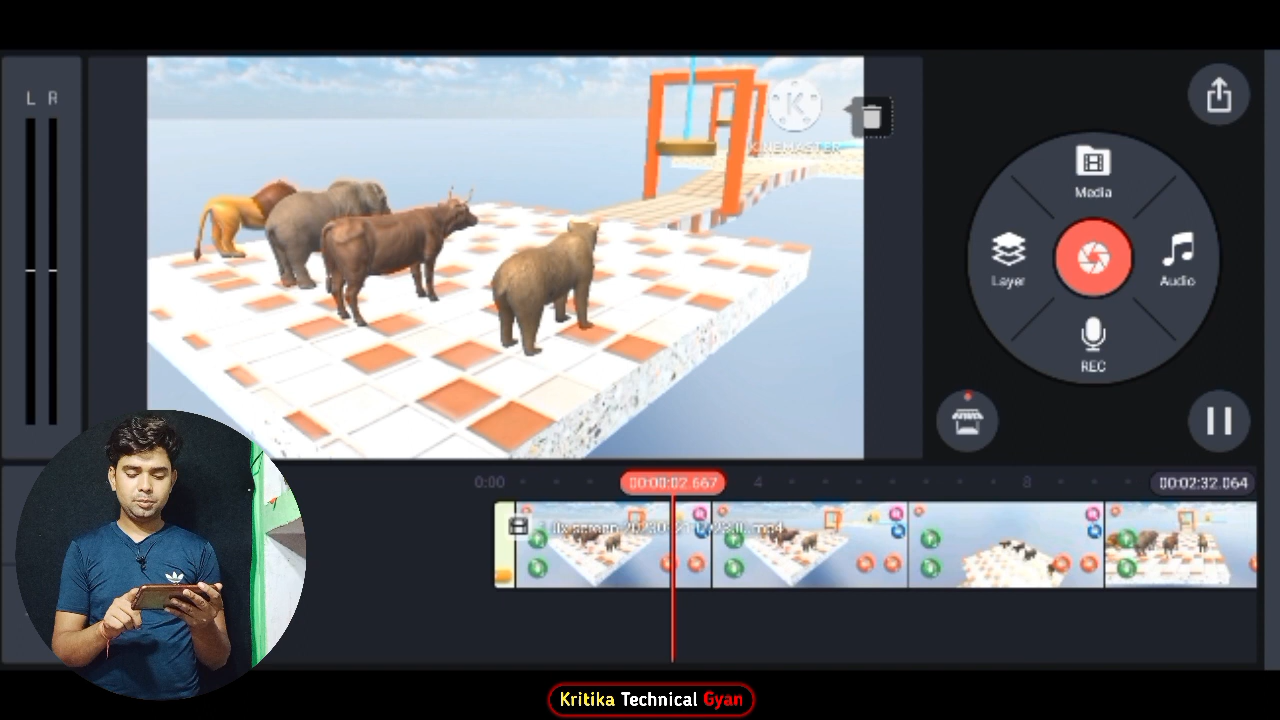 L R
K
KINEMASTER
Media
Layer
Audio
REC
0:00
00:00:02.667
4
8
00:02:32.064
Kritika Technical Gyan